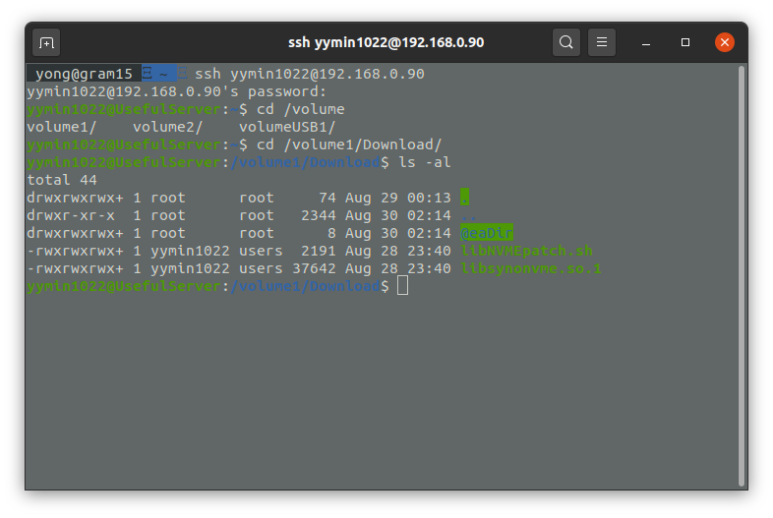 ssh yymin1022@192.168.0.90
yong@gram15 ~ ssh yymin1022@192.168.0.90
yymin1022@192.168.0.90's password:
yymin1022@UsefulServer:~$ cd /volume
volume1/ volume2/ volumeUSB1/
yymin1022@UsefulServer:~$ cd /volume1/Download/
yymin1022@UsefulServer:/volume1/Download$ ls -al
total 44
drwxrwxrwx+ 1 root root 74 Aug 29 00:13 .
drwxr-xr-x 1 root root 2344 Aug 30 02:14 ..
drwxrwxrwx+ 1 root root 8 Aug 30 02:14 @eaDir
-rwxrwxrwx+ 1 yymin1022 users 2191 Aug 28 23:40 libNVMEpatch.sh
-rwxrwxrwx+ 1 yymin1022 users 37642 Aug 28 23:40 libsynonvme.so.1
yymin1022@UsefulServer:/volume1/Download$